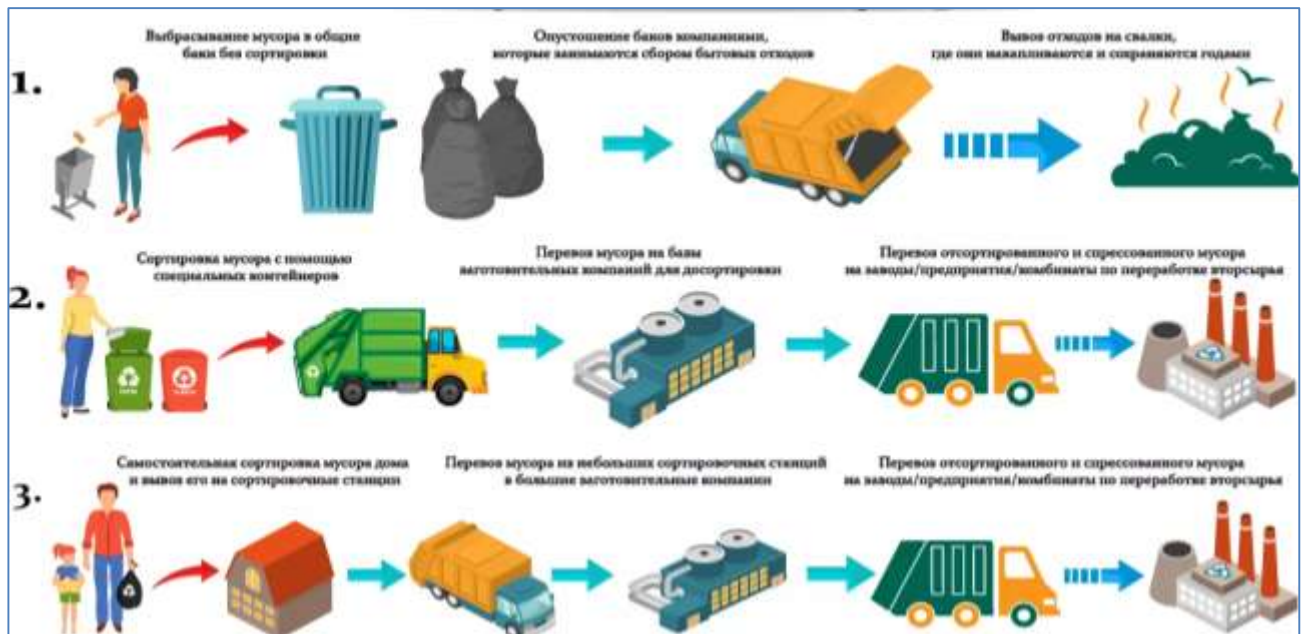 1.
Выбрасывание мусора в общие
баки без сортировки
Опустошение баков компаниями,
которые занимаются сбором бытовых отходов
Вывоз отходов на свалки,
где они накапливаются и сохраняются годами
2.
Сортировка мусора с помощью
специальных контейнеров
Перевоз мусора на базы
заготовительных компаний для досортировки
Перевоз отсортированного и спрессованного мусора
на заводы/предприятия/комбинаты по переработке вторсырья
3.
Самостоятельная сортировка мусора дома
и вывоз его на сортировочные станции
Перевоз мусора из небольших сортировочных станций
в большие заготовительные компании
Перевоз отсортированного и спрессованного мусора
на заводы/предприятия/комбинаты по переработке вторсырья